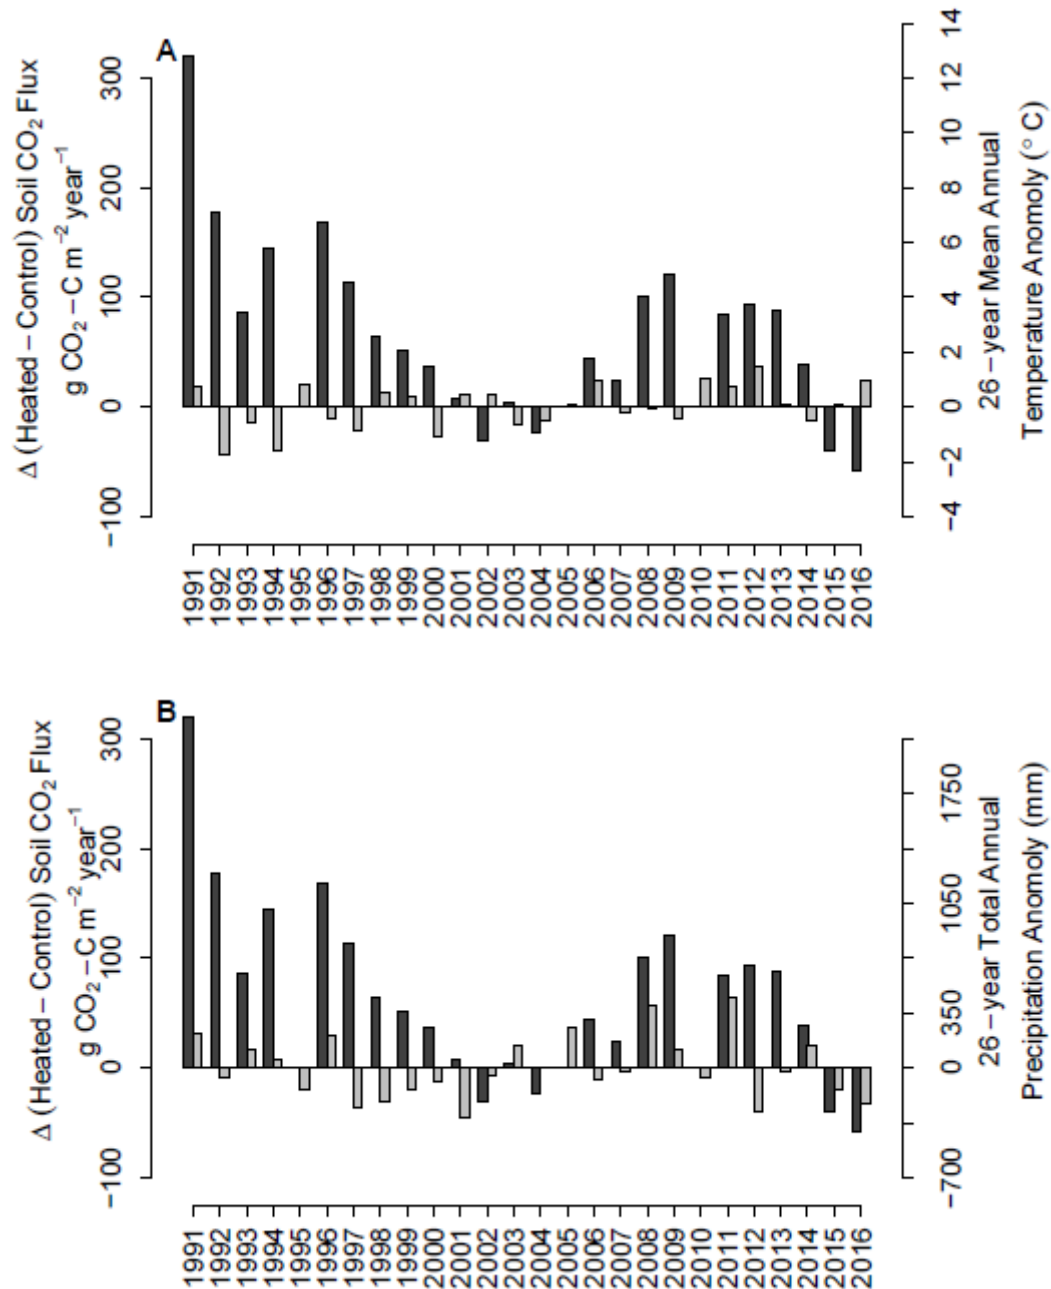 A
Δ (Heated – Control) Soil CO₂ Flux
g CO₂ – C m⁻² year⁻¹
300
200
100
0
−100
14
12
10
8
6
4
2
0
−2
−4
26 – year Mean Annual
Temperature Anomoly (° C)
1991 1992 1993 1994 1995 1996 1997 1998 1999 2000 2001 2002 2003 2004 2005 2006 2007 2008 2009 2010 2011 2012 2013 2014 2015 2016
B
Δ (Heated – Control) Soil CO₂ Flux
g CO₂ – C m⁻² year⁻¹
300
200
100
0
−100
1750
1050
350
0
−700
26 – year Total Annual
Precipitation Anomoly (mm)
1991 1992 1993 1994 1995 1996 1997 1998 1999 2000 2001 2002 2003 2004 2005 2006 2007 2008 2009 2010 2011 2012 2013 2014 2015 2016